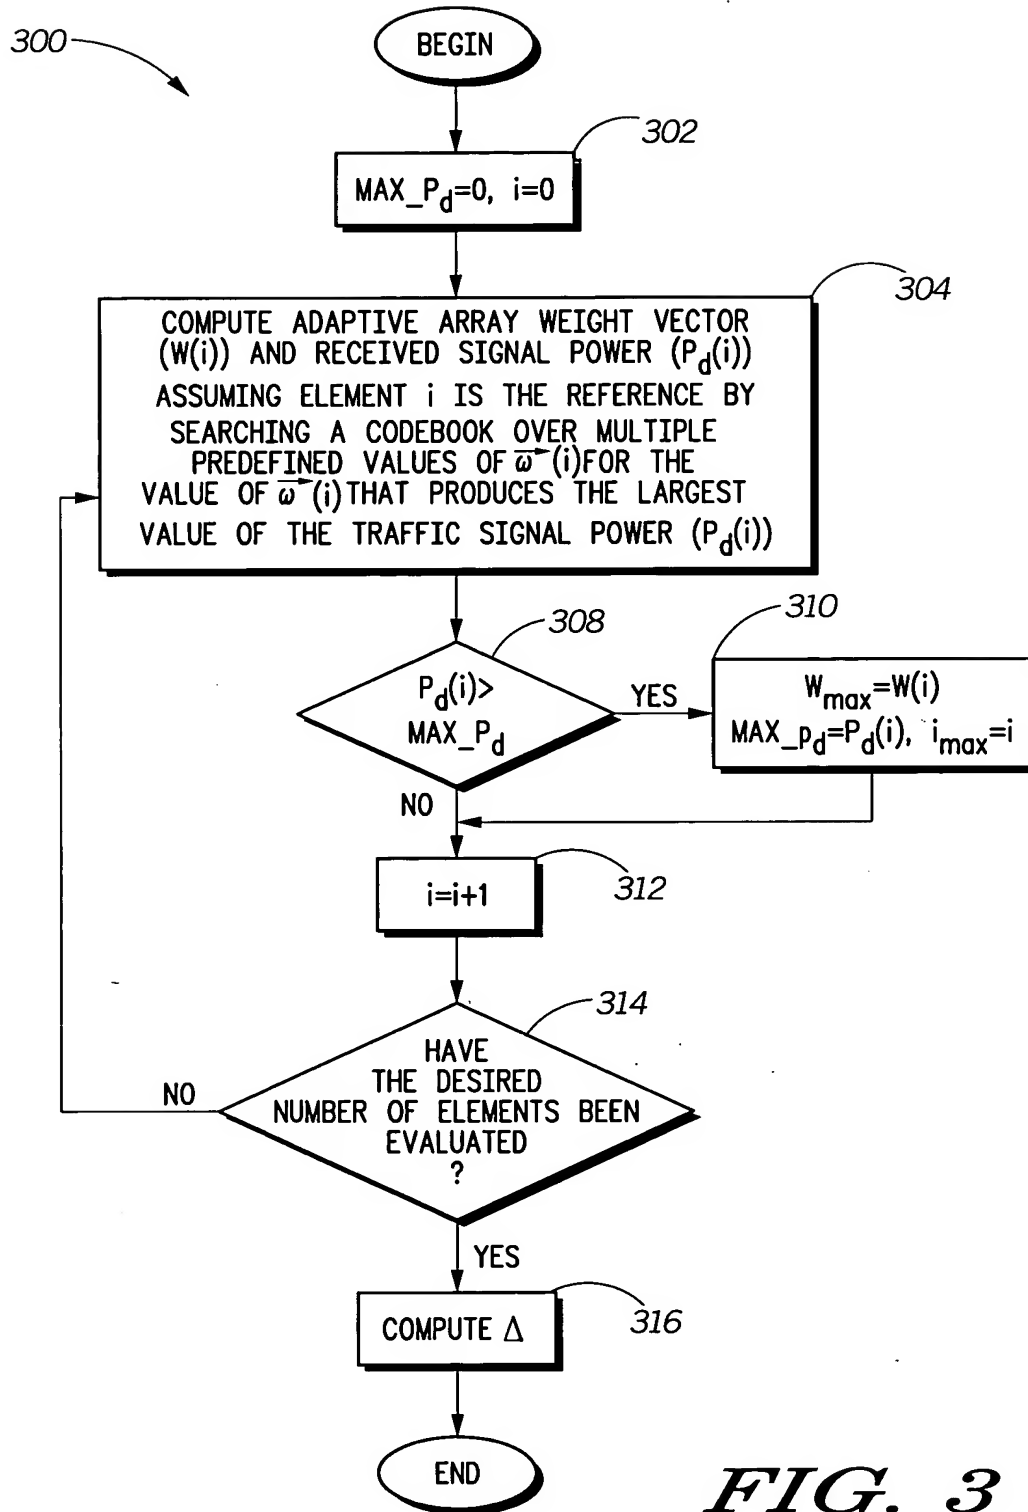 300
BEGIN
302
MAX_Pd=0, i=0
304
COMPUTE ADAPTIVE ARRAY WEIGHT VECTOR
(W(i)) AND RECEIVED SIGNAL POWER (Pd(i))
ASSUMING ELEMENT i IS THE REFERENCE BY
SEARCHING A CODEBOOK OVER MULTIPLE
PREDEFINED VALUES OF ω⃗(i)FOR THE
VALUE OF ω⃗(i)THAT PRODUCES THE LARGEST
VALUE OF THE TRAFFIC SIGNAL POWER (Pd(i))
308
Pd(i)>
MAX_Pd
YES
310
Wmax=W(i)
MAX_pd=Pd(i), imax=i
NO
312
i=i+1
314
HAVE
THE DESIRED
NUMBER OF ELEMENTS BEEN
EVALUATED
?
NO
YES
316
COMPUTE Δ
END
FIG. 3